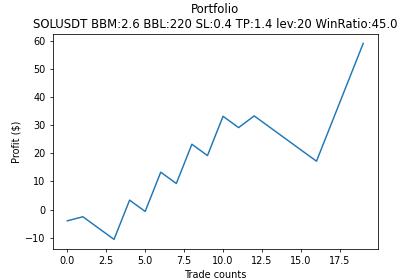 Portfolio
SOLUSDT BBM:2.6 BBL:220 SL:0.4 TP:1.4 lev:20 WinRatio:45.0
60
50
40
30
20
10
0
−10
Profit ($)
0.0 2.5 5.0 7.5 10.0 12.5 15.0 17.5
Trade counts